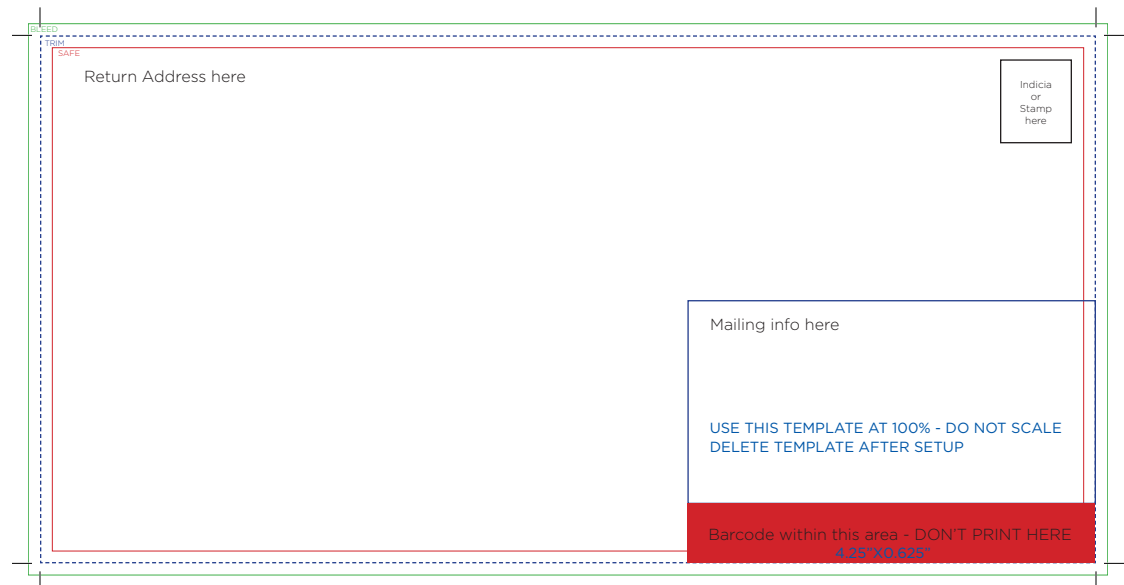 BLEED
TRIM
SAFE
Return Address here
Indicia
or
Stamp
here
Mailing info here
USE THIS TEMPLATE AT 100% - DO NOT SCALE
DELETE TEMPLATE AFTER SETUP
Barcode within this area - DON'T PRINT HERE
4.25"X0.625"